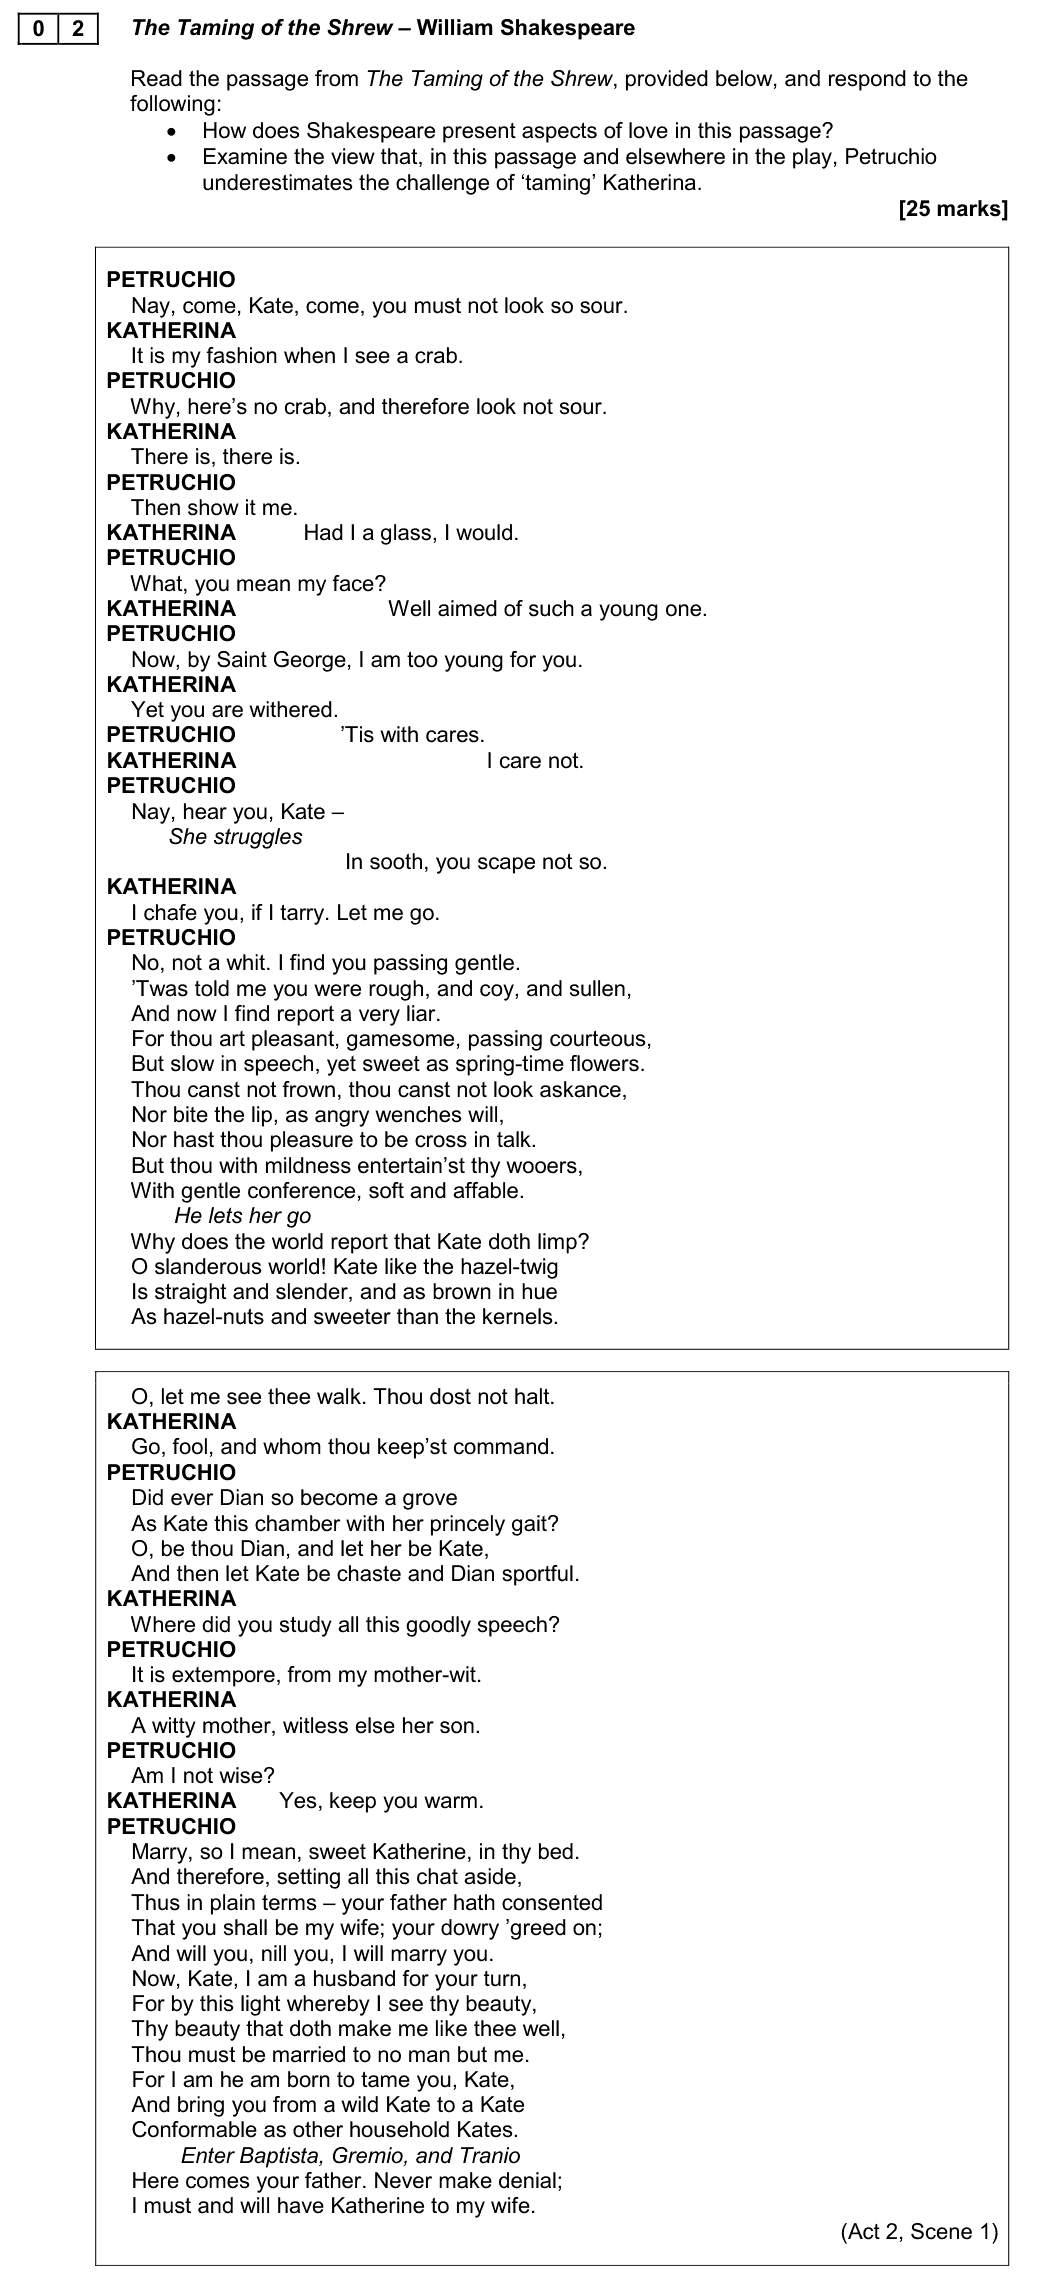 0 2 The Taming of the Shrew – William Shakespeare
Read the passage from The Taming of the Shrew, provided below, and respond to the
following:
• How does Shakespeare present aspects of love in this passage?
• Examine the view that, in this passage and elsewhere in the play, Petruchio
underestimates the challenge of ‘taming’ Katherina.
[25 marks]
PETRUCHIO
Nay, come, Kate, come, you must not look so sour.
KATHERINA
It is my fashion when I see a crab.
PETRUCHIO
Why, here’s no crab, and therefore look not sour.
KATHERINA
There is, there is.
PETRUCHIO
Then show it me.
KATHERINA Had I a glass, I would.
PETRUCHIO
What, you mean my face?
KATHERINA Well aimed of such a young one.
PETRUCHIO
Now, by Saint George, I am too young for you.
KATHERINA
Yet you are withered.
PETRUCHIO ’Tis with cares.
KATHERINA I care not.
PETRUCHIO
Nay, hear you, Kate –
She struggles
In sooth, you scape not so.
KATHERINA
I chafe you, if I tarry. Let me go.
PETRUCHIO
No, not a whit. I find you passing gentle.
’Twas told me you were rough, and coy, and sullen,
And now I find report a very liar.
For thou art pleasant, gamesome, passing courteous,
But slow in speech, yet sweet as spring-time flowers.
Thou canst not frown, thou canst not look askance,
Nor bite the lip, as angry wenches will,
Nor hast thou pleasure to be cross in talk.
But thou with mildness entertain’st thy wooers,
With gentle conference, soft and affable.
He lets her go
Why does the world report that Kate doth limp?
O slanderous world! Kate like the hazel-twig
Is straight and slender, and as brown in hue
As hazel-nuts and sweeter than the kernels.
O, let me see thee walk. Thou dost not halt.
KATHERINA
Go, fool, and whom thou keep’st command.
PETRUCHIO
Did ever Dian so become a grove
As Kate this chamber with her princely gait?
O, be thou Dian, and let her be Kate,
And then let Kate be chaste and Dian sportful.
KATHERINA
Where did you study all this goodly speech?
PETRUCHIO
It is extempore, from my mother-wit.
KATHERINA
A witty mother, witless else her son.
PETRUCHIO
Am I not wise?
KATHERINA Yes, keep you warm.
PETRUCHIO
Marry, so I mean, sweet Katherine, in thy bed.
And therefore, setting all this chat aside,
Thus in plain terms – your father hath consented
That you shall be my wife; your dowry ’greed on;
And will you, nill you, I will marry you.
Now, Kate, I am a husband for your turn,
For by this light whereby I see thy beauty,
Thy beauty that doth make me like thee well,
Thou must be married to no man but me.
For I am he am born to tame you, Kate,
And bring you from a wild Kate to a Kate
Conformable as other household Kates.
Enter Baptista, Gremio, and Tranio
Here comes your father. Never make denial;
I must and will have Katherine to my wife.
(Act 2, Scene 1)